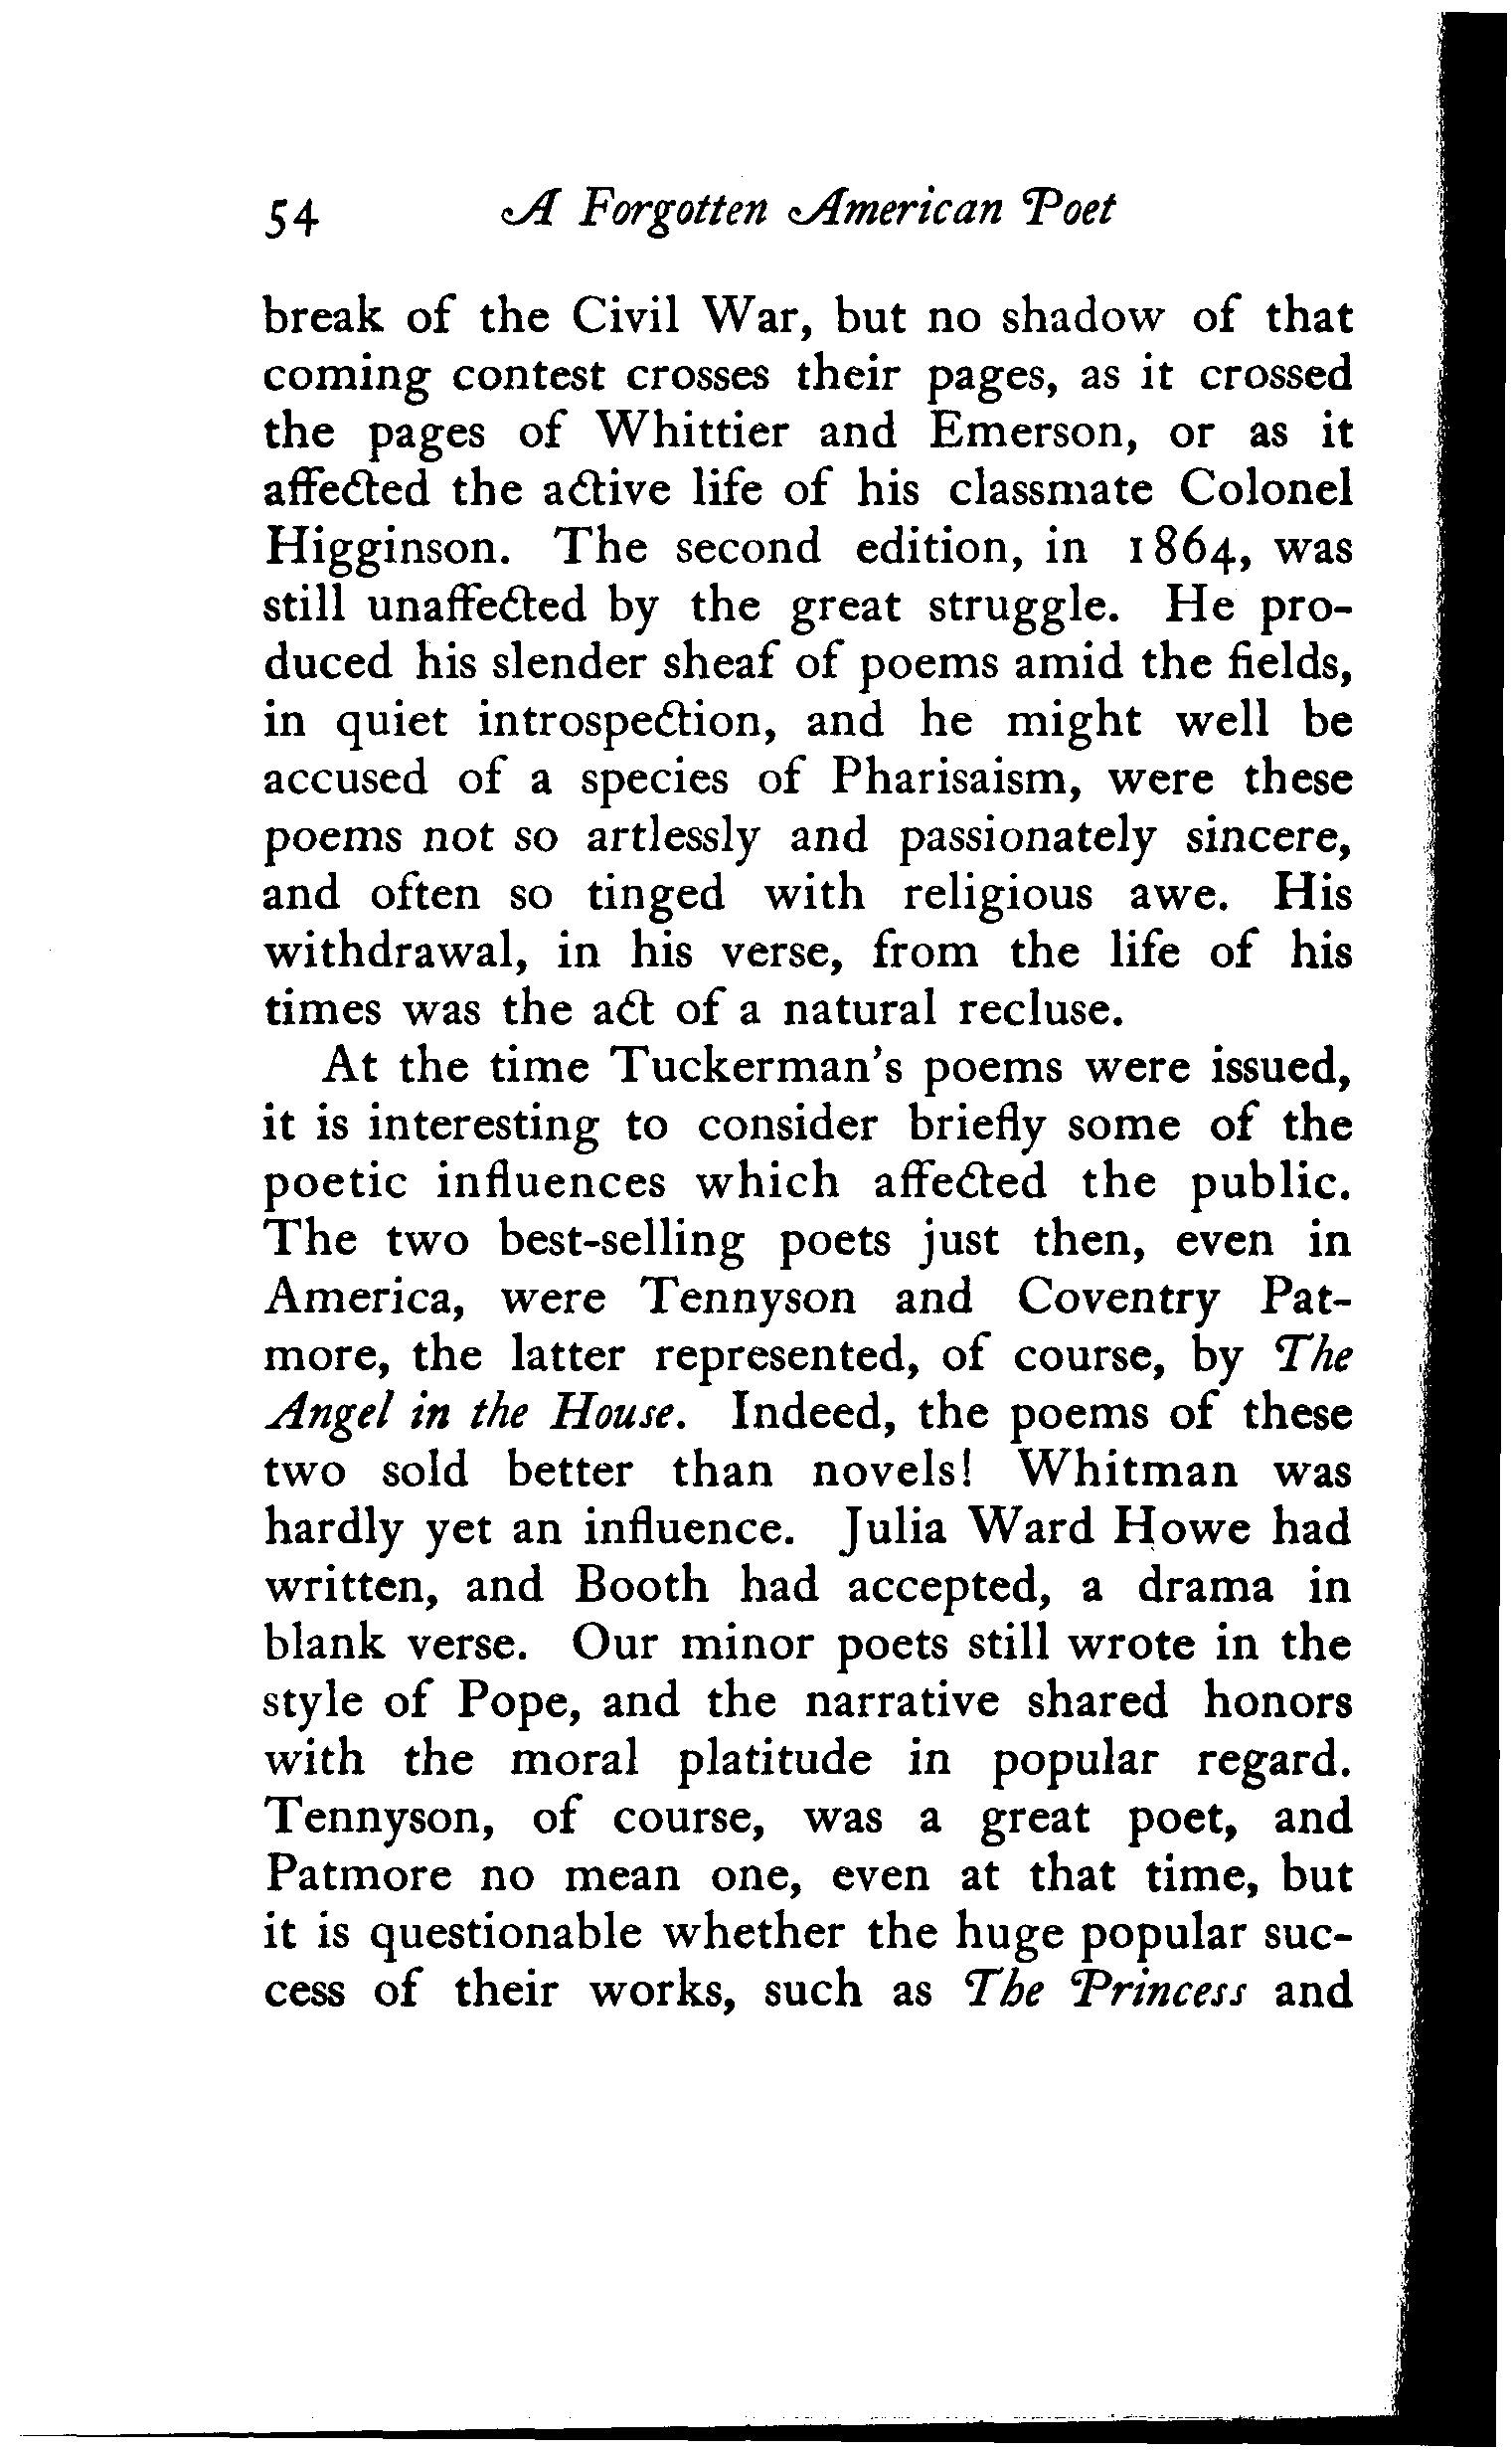 54 A Forgotten American Poet
break of the Civil War, but no shadow of that
coming contest crosses their pages, as it crossed
the pages of Whittier and Emerson, or as it
affected the active life of his classmate Colonel
Higginson. The second edition, in 1864, was
still unaffected by the great struggle. He pro-
duced his slender sheaf of poems amid the fields,
in quiet introspection, and he might well be
accused of a species of Pharisaism, were these
poems not so artlessly and passionately sincere,
and often so tinged with religious awe. His
withdrawal, in his verse, from the life of his
times was the act of a natural recluse.
At the time Tuckerman's poems were issued,
it is interesting to consider briefly some of the
poetic influences which affected the public.
The two best-selling poets just then, even in
America, were Tennyson and Coventry Pat-
more, the latter represented, of course, by The
Angel in the House. Indeed, the poems of these
two sold better than novels! Whitman was
hardly yet an influence. Julia Ward Howe had
written, and Booth had accepted, a drama in
blank verse. Our minor poets still wrote in the
style of Pope, and the narrative shared honors
with the moral platitude in popular regard.
Tennyson, of course, was a great poet, and
Patmore no mean one, even at that time, but
it is questionable whether the huge popular suc-
cess of their works, such as The Princess and